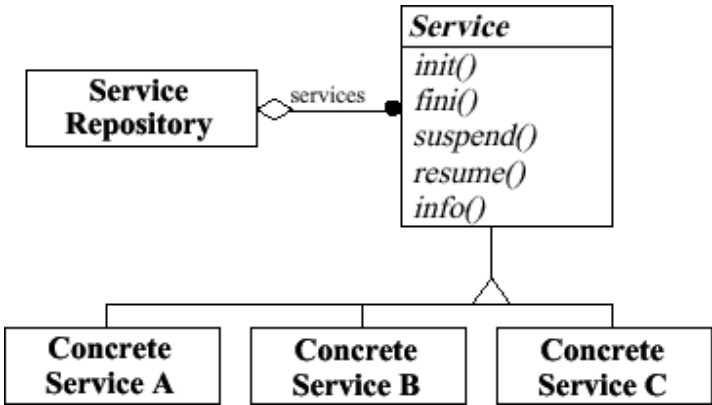 Service
init()
fini()
suspend()
resume()
info()
Service
Repository
services
Concrete
Service A
Concrete
Service B
Concrete
Service C